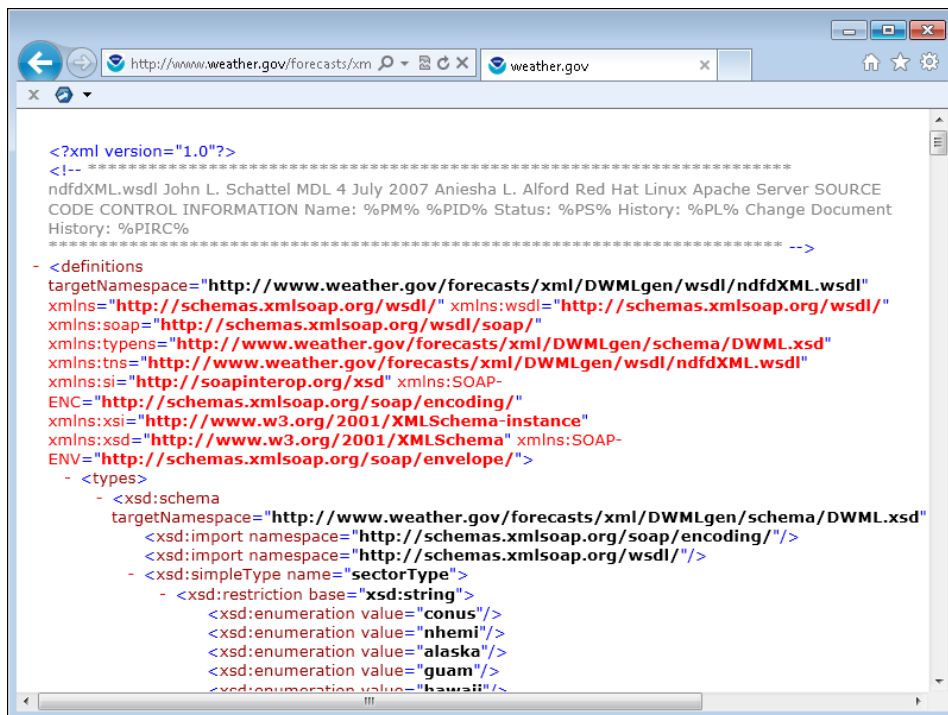 http://www.weather.gov/forecasts/xm
weather.gov
<?xml version="1.0"?>
<!-- **********************************************************************
ndfdXML.wsdl John L. Schattel MDL 4 July 2007 Aniesha L. Alford Red Hat Linux Apache Server SOURCE
CODE CONTROL INFORMATION Name: %PM% %PID% Status: %PS% History: %PL% Change Document
History: %PIRC%
************************************************************************* -->
- <definitions
targetNamespace="http://www.weather.gov/forecasts/xml/DWMLgen/wsdl/ndfdXML.wsdl"
xmlns="http://schemas.xmlsoap.org/wsdl/" xmlns:wsdl="http://schemas.xmlsoap.org/wsdl/"
xmlns:soap="http://schemas.xmlsoap.org/wsdl/soap/"
xmlns:typens="http://www.weather.gov/forecasts/xml/DWMLgen/schema/DWML.xsd"
xmlns:tns="http://www.weather.gov/forecasts/xml/DWMLgen/wsdl/ndfdXML.wsdl"
xmlns:si="http://soapinterop.org/xsd" xmlns:SOAP-
ENC="http://schemas.xmlsoap.org/soap/encoding/"
xmlns:xsi="http://www.w3.org/2001/XMLSchema-instance"
xmlns:xsd="http://www.w3.org/2001/XMLSchema" xmlns:SOAP-
ENV="http://schemas.xmlsoap.org/soap/envelope/">
- <types>
- <xsd:schema
targetNamespace="http://www.weather.gov/forecasts/xml/DWMLgen/schema/DWML.xsd"
<xsd:import namespace="http://schemas.xmlsoap.org/soap/encoding/"/>
<xsd:import namespace="http://schemas.xmlsoap.org/wsdl/"/>
- <xsd:simpleType name="sectorType">
- <xsd:restriction base="xsd:string">
<xsd:enumeration value="conus"/>
<xsd:enumeration value="nhemi"/>
<xsd:enumeration value="alaska"/>
<xsd:enumeration value="guam"/>
<xsd:enumeration value="hawaii"/>